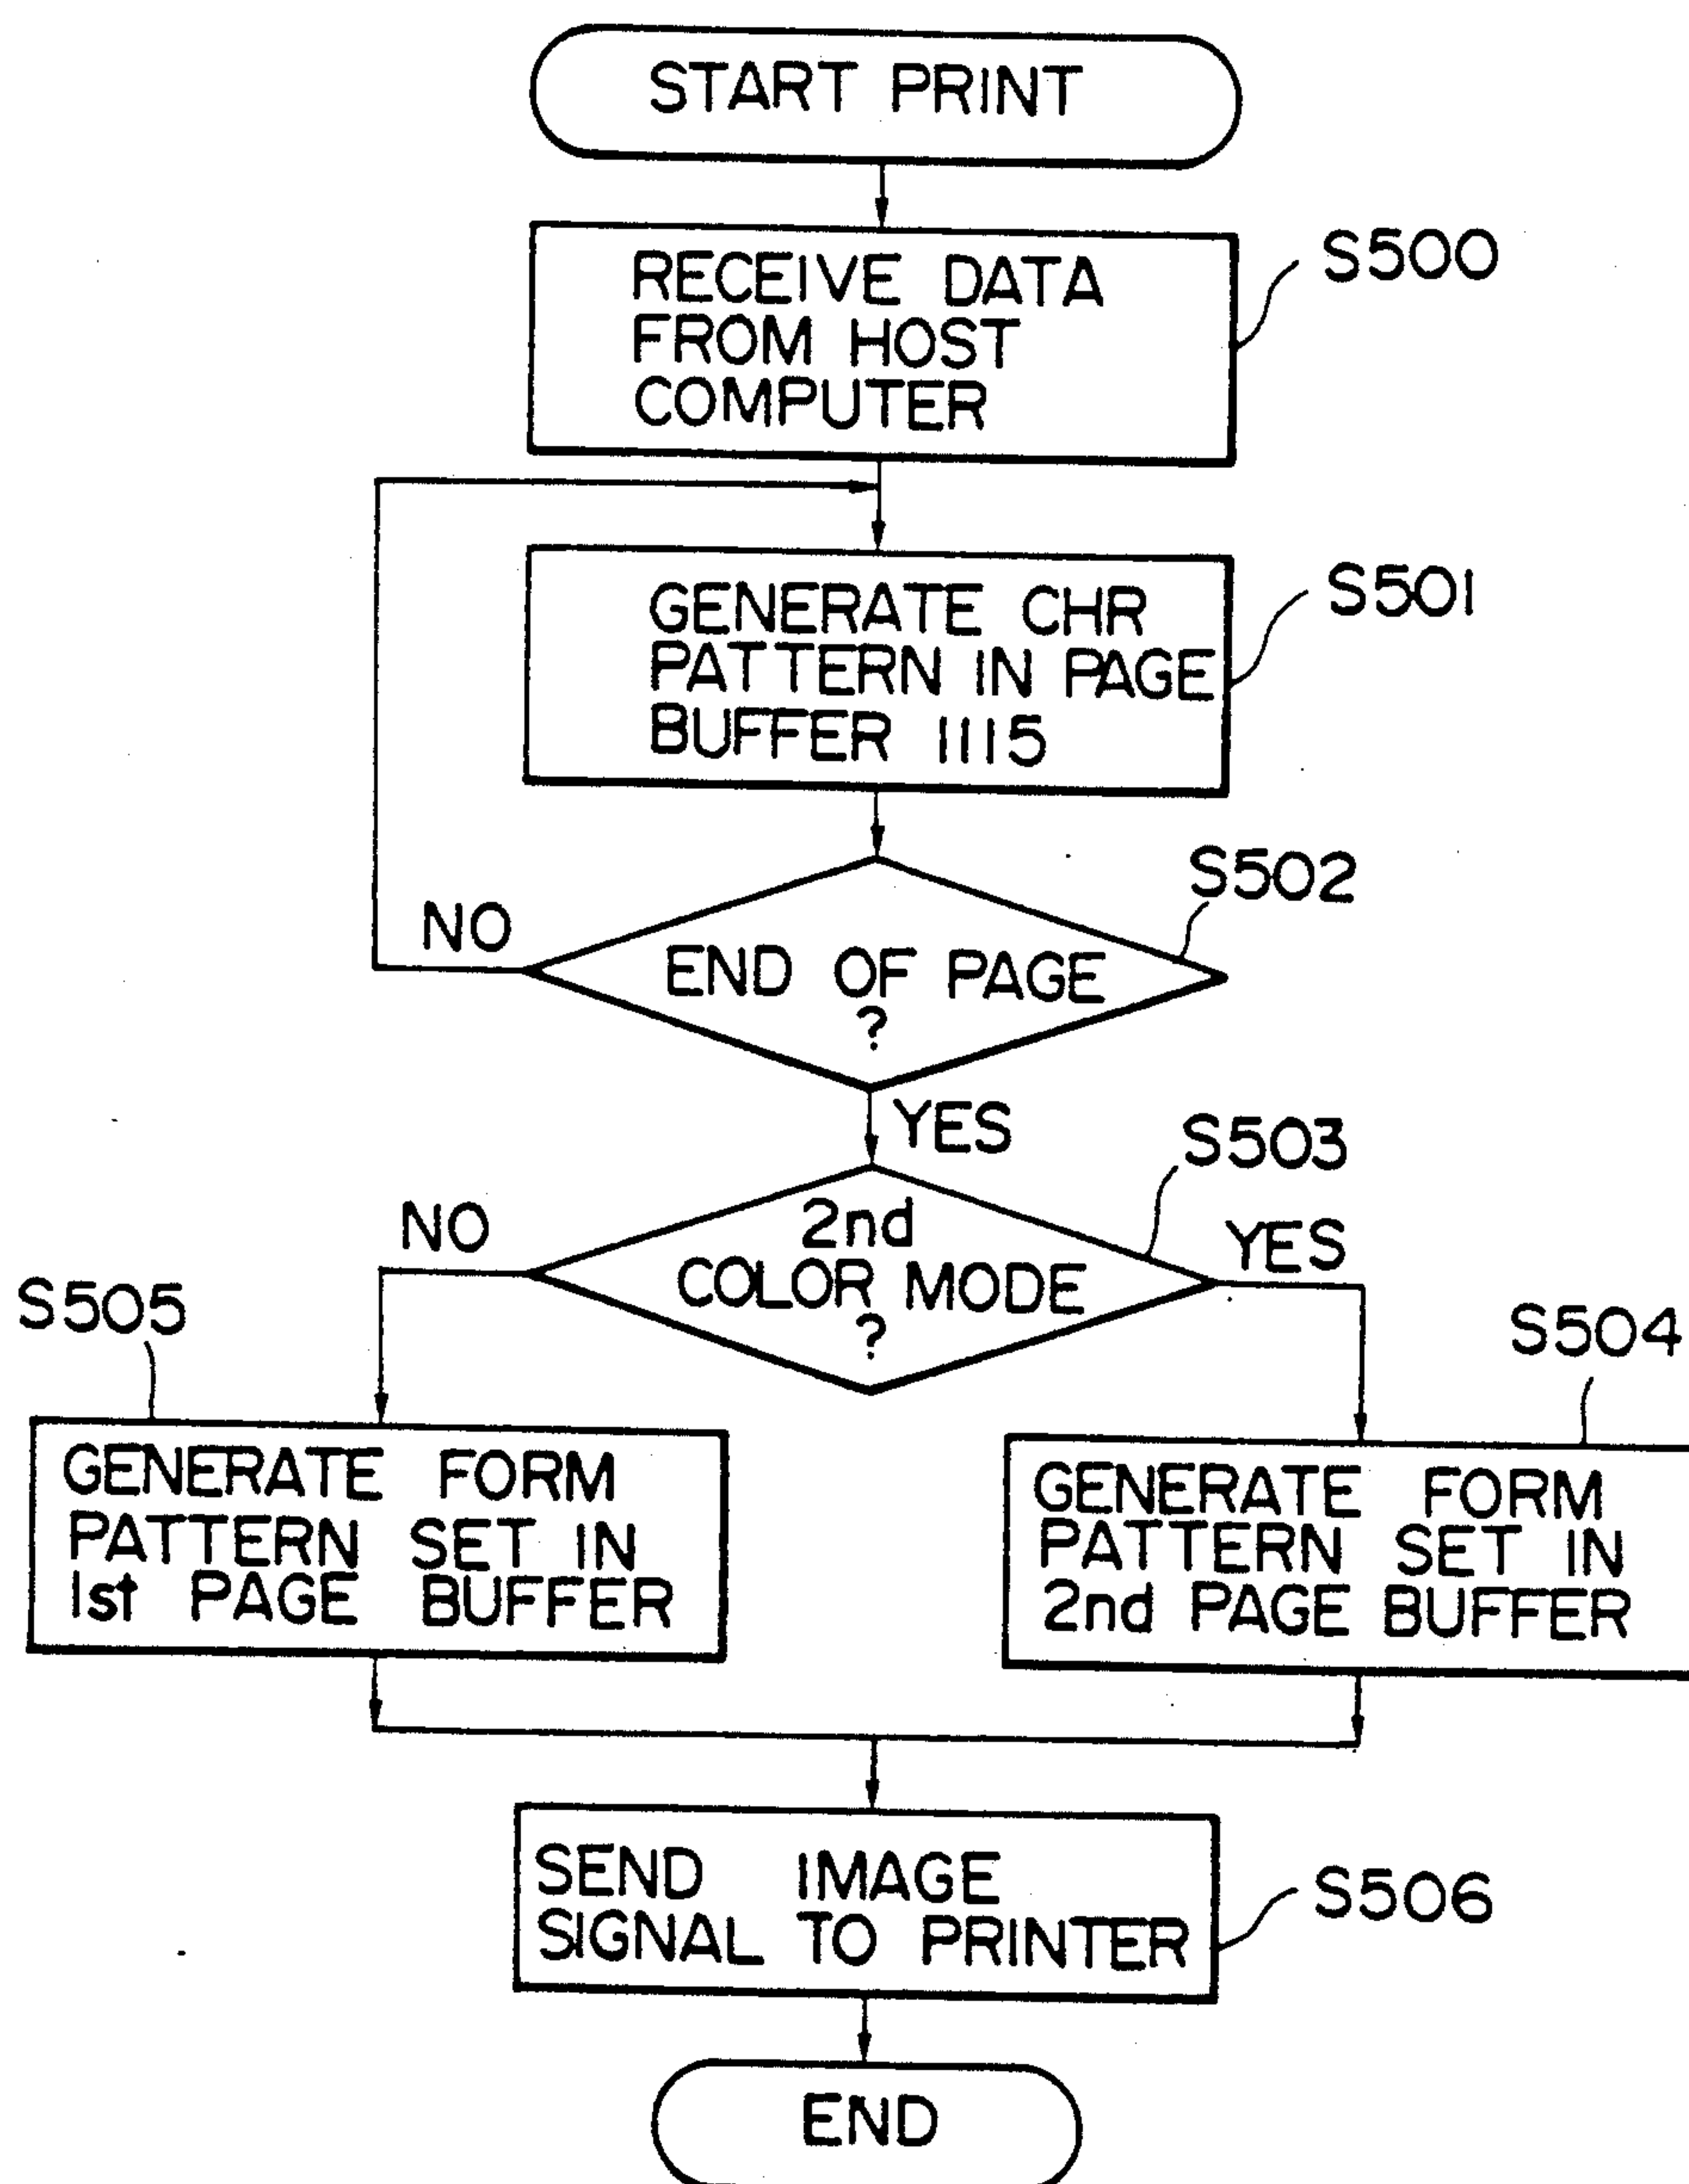 START PRINT
RECEIVE DATA
FROM HOST
COMPUTER
S500
GENERATE CHR
PATTERN IN PAGE
BUFFER 1115
S501
S502
NO
END OF PAGE
?
YES
S503
NO
2nd
COLOR MODE
?
YES
S505
S504
GENERATE FORM
PATTERN SET IN
1st PAGE BUFFER
GENERATE FORM
PATTERN SET IN
2nd PAGE BUFFER
SEND IMAGE
SIGNAL TO PRINTER
S506
END